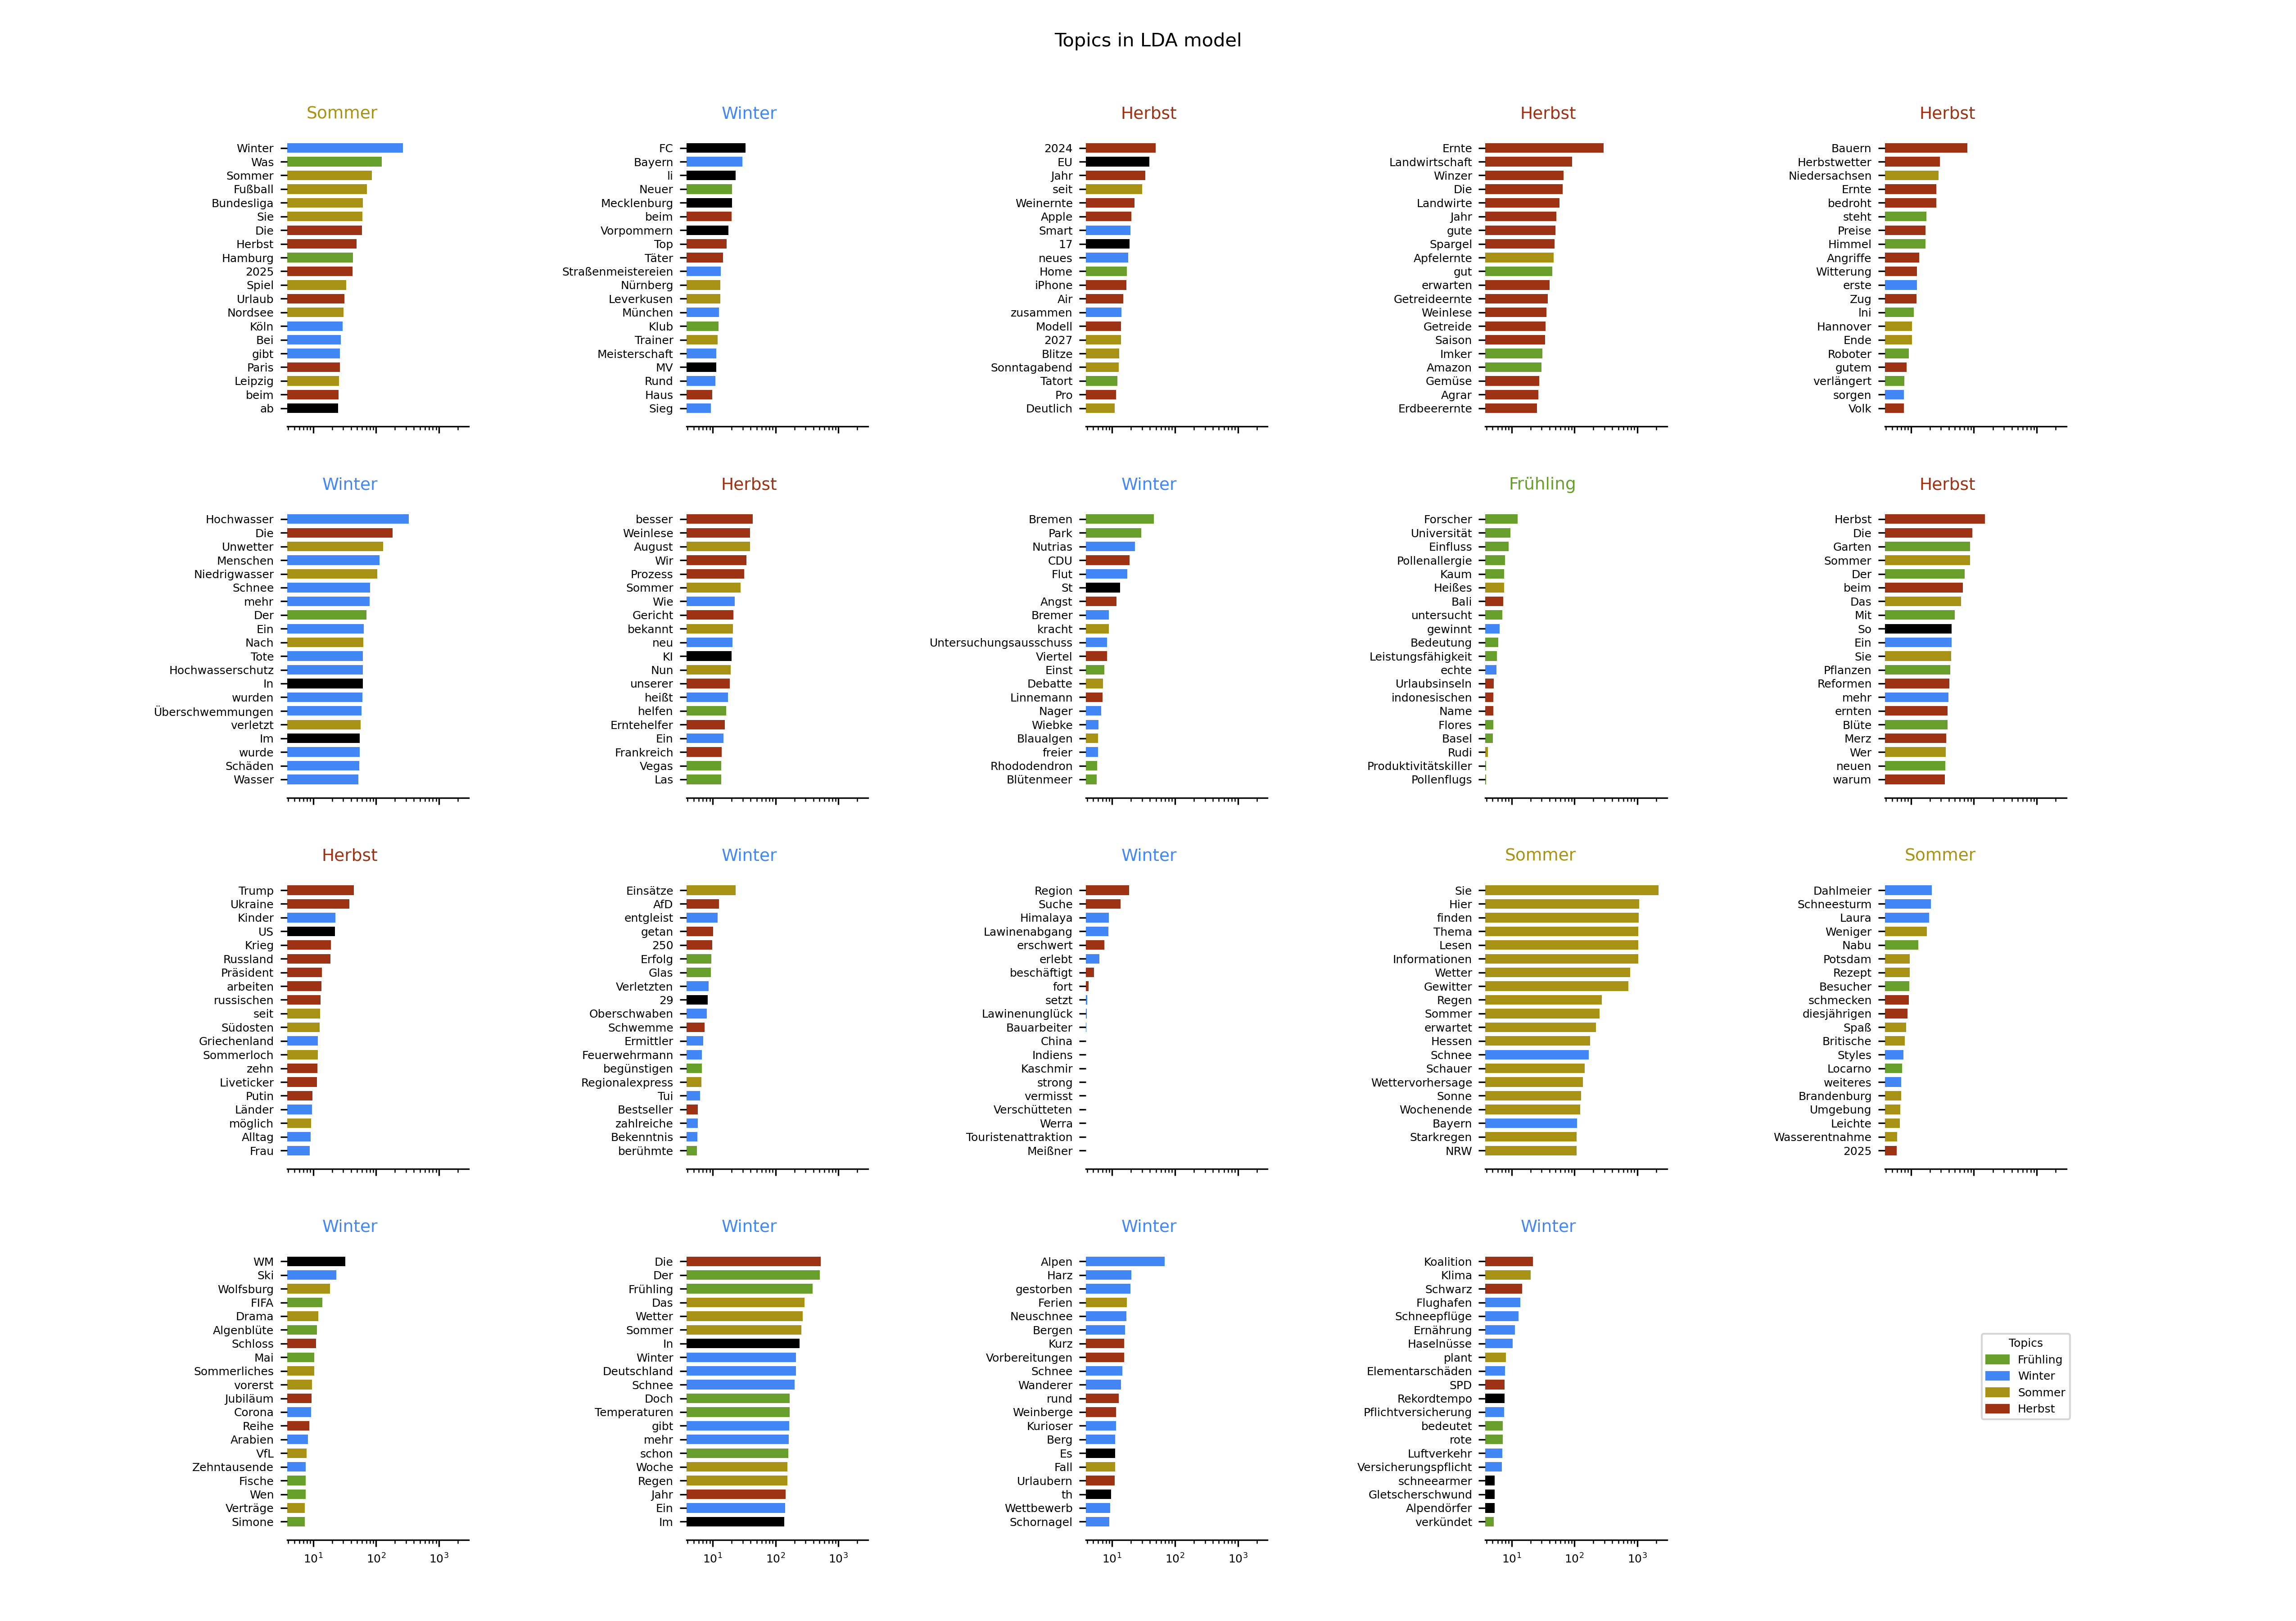 Topics in LDA model
Sommer
Winter
Was
Sommer
Fußball
Bundesliga
Sie
Die
Herbst
Hamburg
2025
Spiel
Urlaub
Nordsee
Köln
Bei
gibt
Paris
Leipzig
beim
ab
Winter
FC
Bayern
li
Neuer
Mecklenburg
beim
Vorpommern
Top
Täter
Straßenmeistereien
Nürnberg
Leverkusen
München
Klub
Trainer
Meisterschaft
MV
Rund
Haus
Sieg
Herbst
2024
EU
Jahr
seit
Weinernte
Apple
Smart
17
neues
Home
iPhone
Air
zusammen
Modell
2027
Blitze
Sonntagabend
Tatort
Pro
Deutlich
Herbst
Ernte
Landwirtschaft
Winzer
Die
Landwirte
Jahr
gute
Spargel
Apfelernte
gut
erwarten
Getreideernte
Weinlese
Getreide
Saison
Imker
Amazon
Gemüse
Agrar
Erdbeerernte
Herbst
Bauern
Herbstwetter
Niedersachsen
Ernte
bedroht
steht
Preise
Himmel
Angriffe
Witterung
erste
Zug
Ini
Hannover
Ende
Roboter
gutem
verlängert
sorgen
Volk
Winter
Hochwasser
Die
Unwetter
Menschen
Niedrigwasser
Schnee
mehr
Der
Ein
Nach
Tote
Hochwasserschutz
In
wurden
Überschwemmungen
verletzt
Im
wurde
Schäden
Wasser
Herbst
besser
Weinlese
August
Wir
Prozess
Sommer
Wie
Gericht
bekannt
neu
KI
Nun
unserer
heißt
helfen
Erntehelfer
Ein
Frankreich
Vegas
Las
Winter
Bremen
Park
Nutrias
CDU
Flut
St
Angst
Bremer
kracht
Untersuchungsausschuss
Viertel
Einst
Debatte
Linnemann
Nager
Wiebke
Blaualgen
freier
Rhododendron
Blütenmeer
Frühling
Forscher
Universität
Einfluss
Pollenallergie
Kaum
Heißes
Bali
untersucht
gewinnt
Bedeutung
Leistungsfähigkeit
echte
Urlaubsinseln
indonesischen
Name
Flores
Basel
Rudi
Produktivitätskiller
Pollenflugs
Herbst
Herbst
Die
Garten
Sommer
Der
beim
Das
Mit
So
Ein
Sie
Pflanzen
Reformen
mehr
ernten
Blüte
Merz
Wer
neuen
warum
Herbst
Trump
Ukraine
Kinder
US
Krieg
Russland
Präsident
arbeiten
russischen
seit
Südosten
Griechenland
Sommerloch
zehn
Liveticker
Putin
Länder
möglich
Alltag
Frau
Winter
Einsätze
AfD
entgleist
getan
250
Erfolg
Glas
Verletzten
29
Oberschwaben
Schwemme
Ermittler
Feuerwehrmann
begünstigen
Regionalexpress
Tui
Bestseller
zahlreiche
Bekenntnis
berühmte
Winter
Region
Suche
Himalaya
Lawinenabgang
erschwert
erlebt
beschäftigt
fort
setzt
Lawinenunglück
Bauarbeiter
China
Indiens
Kaschmir
strong
vermisst
Verschütteten
Werra
Touristenattraktion
Meißner
Sommer
Sie
Hier
finden
Thema
Lesen
Informationen
Wetter
Gewitter
Regen
Sommer
erwartet
Hessen
Schnee
Schauer
Wettervorhersage
Sonne
Wochenende
Bayern
Starkregen
NRW
Sommer
Dahlmeier
Schneesturm
Laura
Weniger
Nabu
Potsdam
Rezept
Besucher
schmecken
diesjährigen
Spaß
Britische
Styles
Locarno
weiteres
Brandenburg
Umgebung
Leichte
Wasserentnahme
2025
Winter
WM
Ski
Wolfsburg
FIFA
Drama
Algenblüte
Schloss
Mai
Sommerliches
vorerst
Jubiläum
Corona
Reihe
Arabien
VfL
Zehntausende
Fische
Wen
Verträge
Simone
10¹ 10² 10³
Winter
Die
Der
Frühling
Das
Wetter
Sommer
In
Winter
Deutschland
Schnee
Doch
Temperaturen
gibt
mehr
schon
Woche
Regen
Jahr
Ein
Im
10¹ 10² 10³
Winter
Alpen
Harz
gestorben
Ferien
Neuschnee
Bergen
Kurz
Vorbereitungen
Schnee
Wanderer
rund
Weinberge
Kurioser
Berg
Es
Fall
Urlaubern
th
Wettbewerb
Schornagel
10¹ 10² 10³
Winter
Koalition
Klima
Schwarz
Flughafen
Schneepflüge
Ernährung
Haselnüsse
plant
Elementarschäden
SPD
Rekordtempo
Pflichtversicherung
bedeutet
rote
Luftverkehr
Versicherungspflicht
schneearmer
Gletscherschwund
Alpendörfer
verkündet
10¹ 10² 10³
Topics
Frühling
Winter
Sommer
Herbst